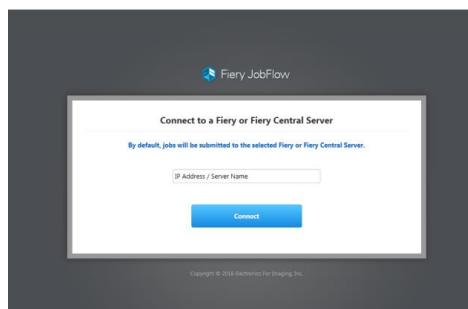 Fiery JobFlow
Connect to a Fiery or Fiery Central Server
By default, jobs will be submitted to the selected Fiery or Fiery Central Server.
IP Address / Server Name
Connect
Copyright © 2016 Electronics For Imaging, Inc.